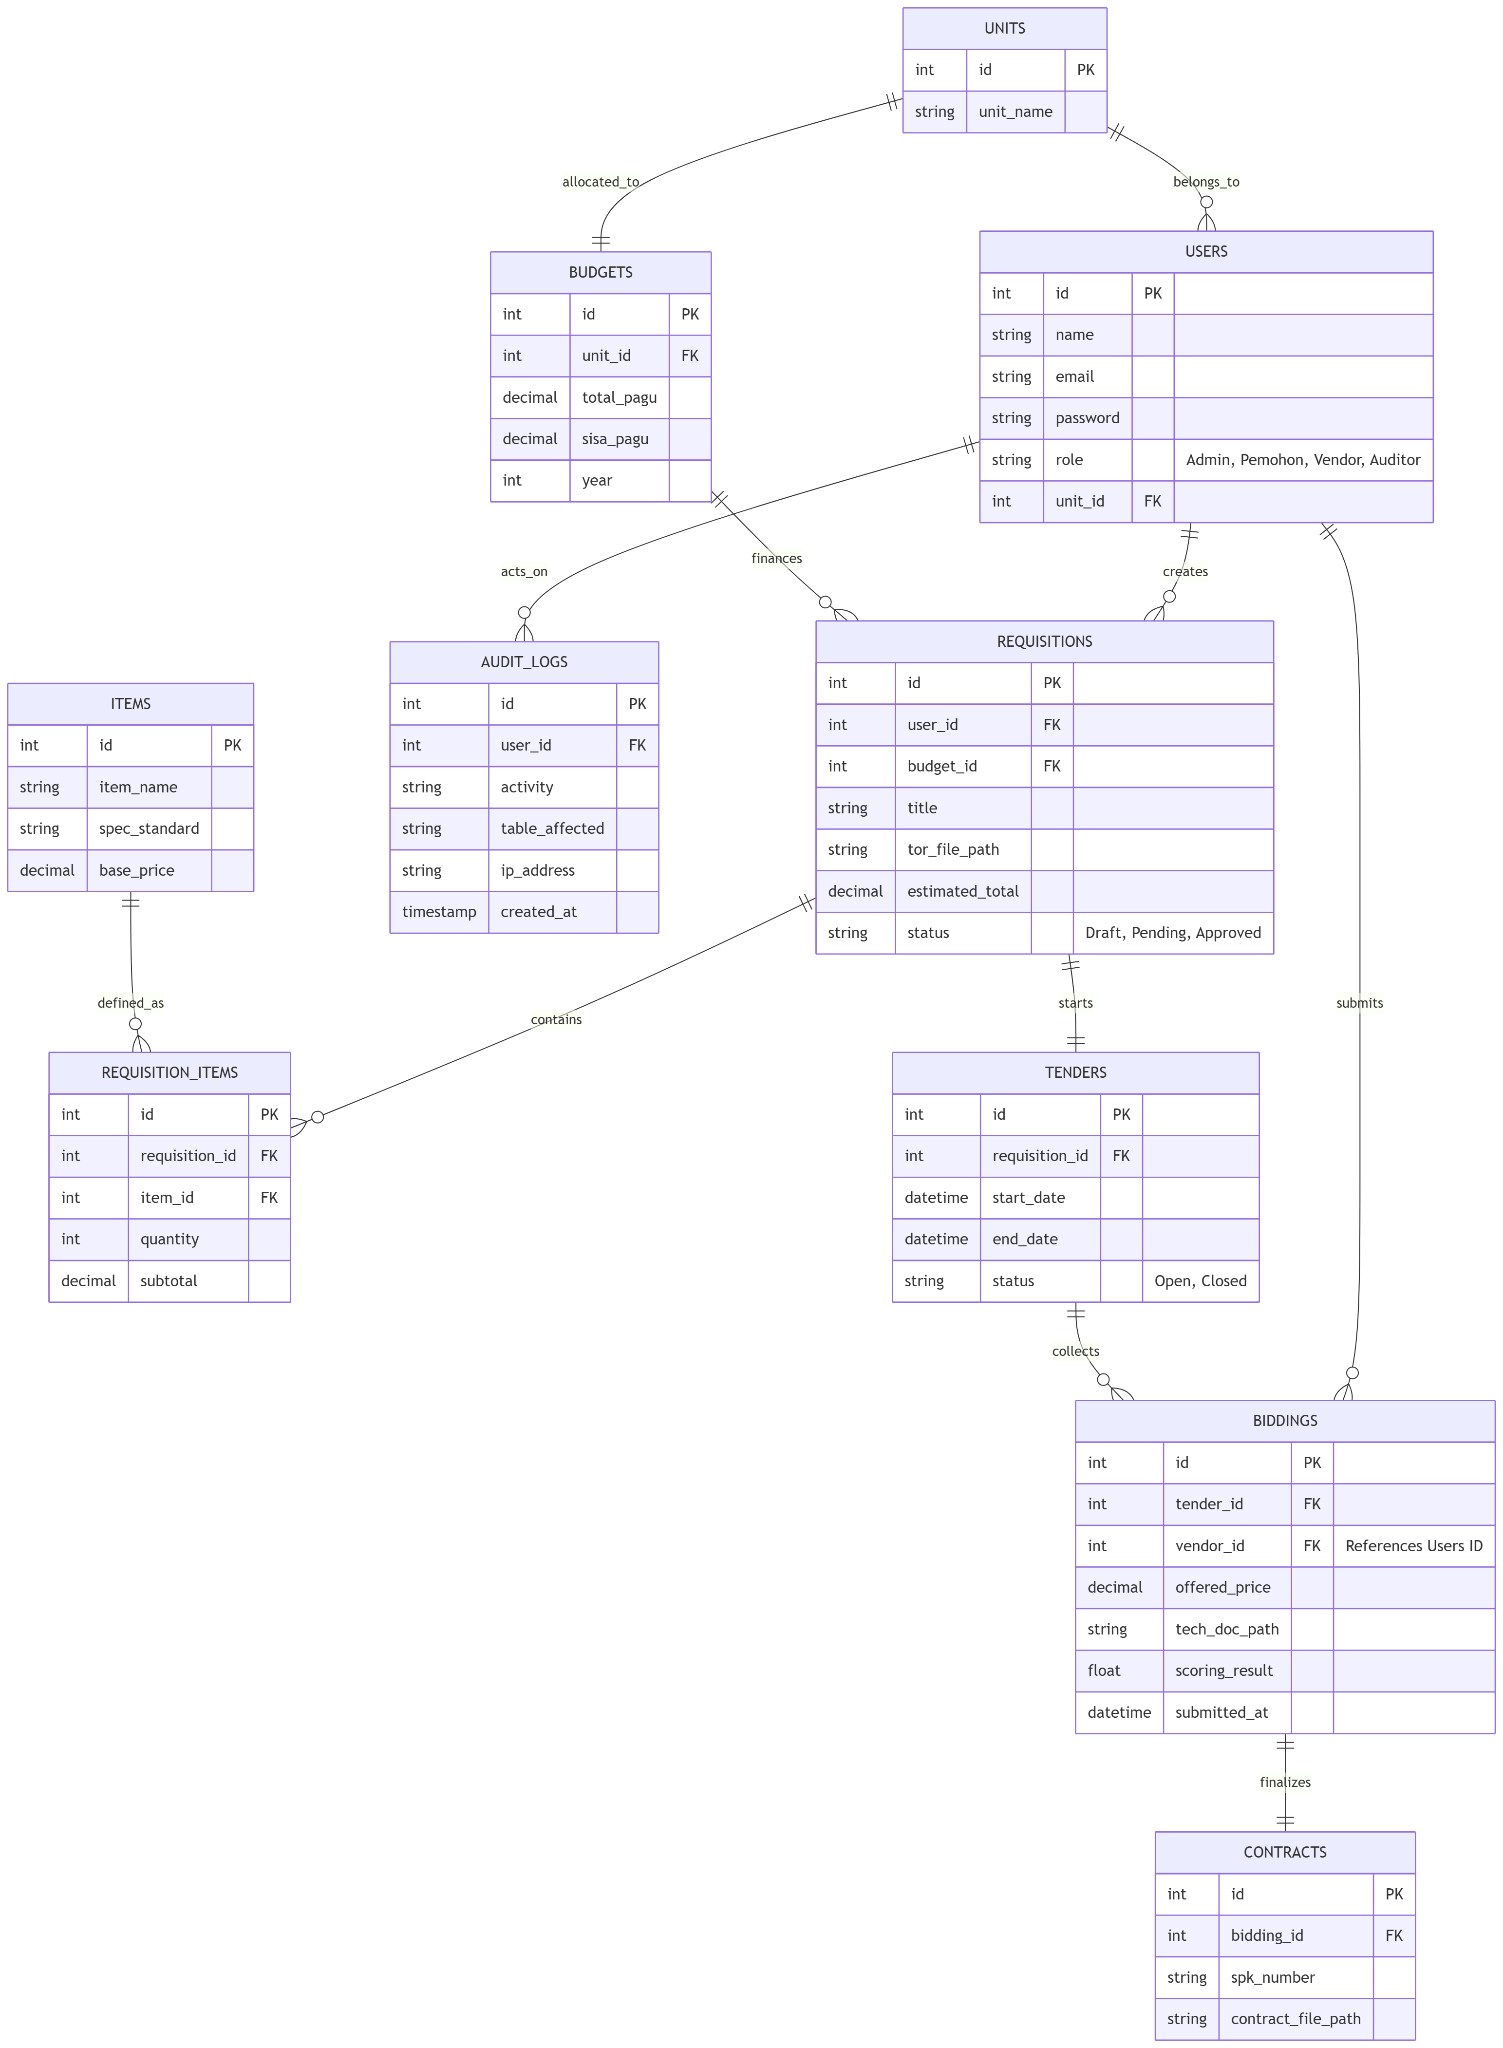 UNITS
int id PK
string unit_name
allocated_to
belongs_to
BUDGETS
int id PK
int unit_id FK
decimal total_pagu
decimal sisa_pagu
int year
USERS
int id PK
string name
string email
string password
string role Admin, Pemohon, Vendor, Auditor
int unit_id FK
acts_on
finances
creates
AUDIT_LOGS
int id PK
int user_id FK
string activity
string table_affected
string ip_address
timestamp created_at
REQUISITIONS
int id PK
int user_id FK
int budget_id FK
string title
string tor_file_path
decimal estimated_total
string status Draft, Pending, Approved
ITEMS
int id PK
string item_name
string spec_standard
decimal base_price
defined_as
contains
starts
submits
REQUISITION_ITEMS
int id PK
int requisition_id FK
int item_id FK
int quantity
decimal subtotal
TENDERS
int id PK
int requisition_id FK
datetime start_date
datetime end_date
string status Open, Closed
collects
BIDDINGS
int id PK
int tender_id FK
int vendor_id FK References Users ID
decimal offered_price
string tech_doc_path
float scoring_result
datetime submitted_at
finalizes
CONTRACTS
int id PK
int bidding_id FK
string spk_number
string contract_file_path